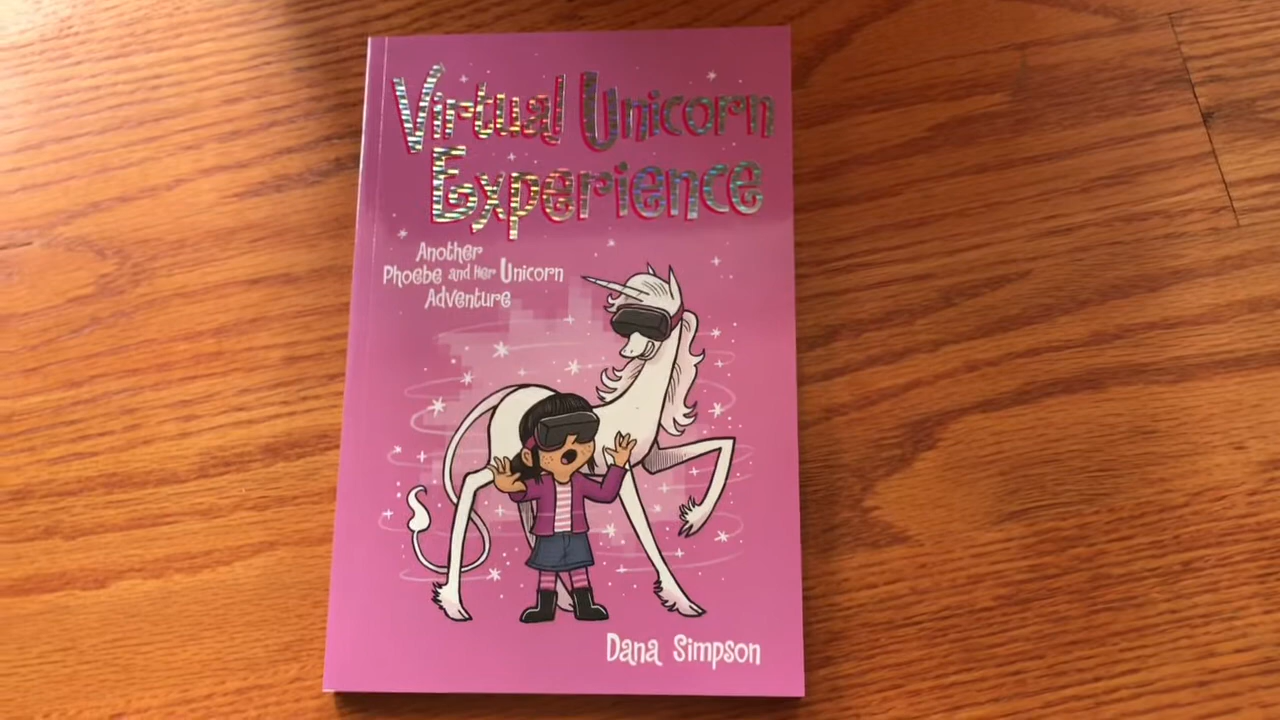 Virtual Unicorn
Experience
Another
Phoebe and Her Unicorn
Adventure
Dana Simpson